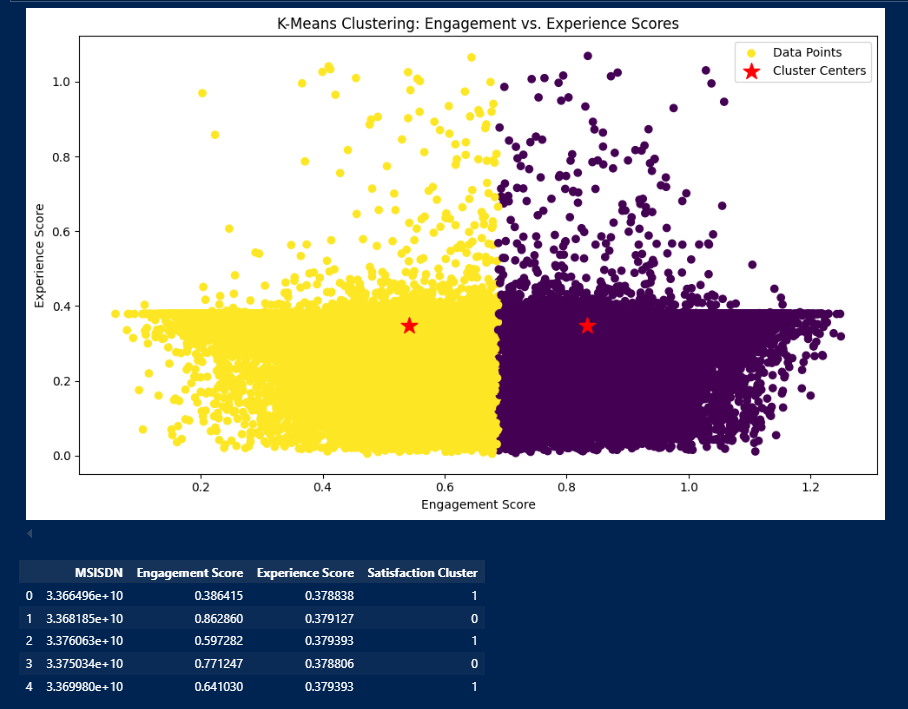 K-Means Clustering: Engagement vs. Experience Scores
Data Points
Cluster Centers
1.0
0.8
0.6
0.4
0.2
0.0
Experience Score
0.2 0.4 0.6 0.8 1.0 1.2
Engagement Score
MSISDN Engagement Score Experience Score Satisfaction Cluster
0 3.366496e+10 0.386415 0.378838 1
1 3.368185e+10 0.862860 0.379127 0
2 3.376063e+10 0.597282 0.379393 1
3 3.375034e+10 0.771247 0.378806 0
4 3.369980e+10 0.641030 0.379393 1